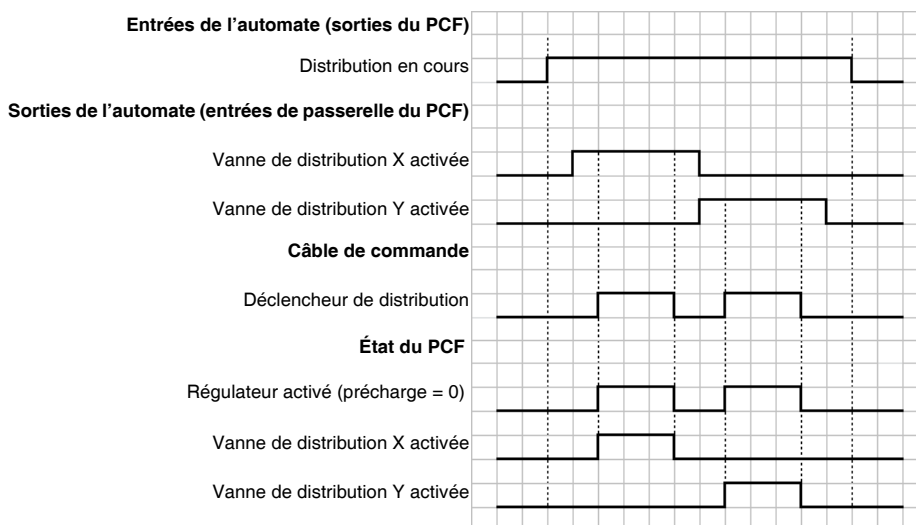 Entrées de l’automate (sorties du PCF)
Distribution en cours
Sorties de l’automate (entrées de passerelle du PCF)
Vanne de distribution X activée
Vanne de distribution Y activée
Câble de commande
Déclencheur de distribution
État du PCF
Régulateur activé (précharge = 0)
Vanne de distribution X activée
Vanne de distribution Y activée